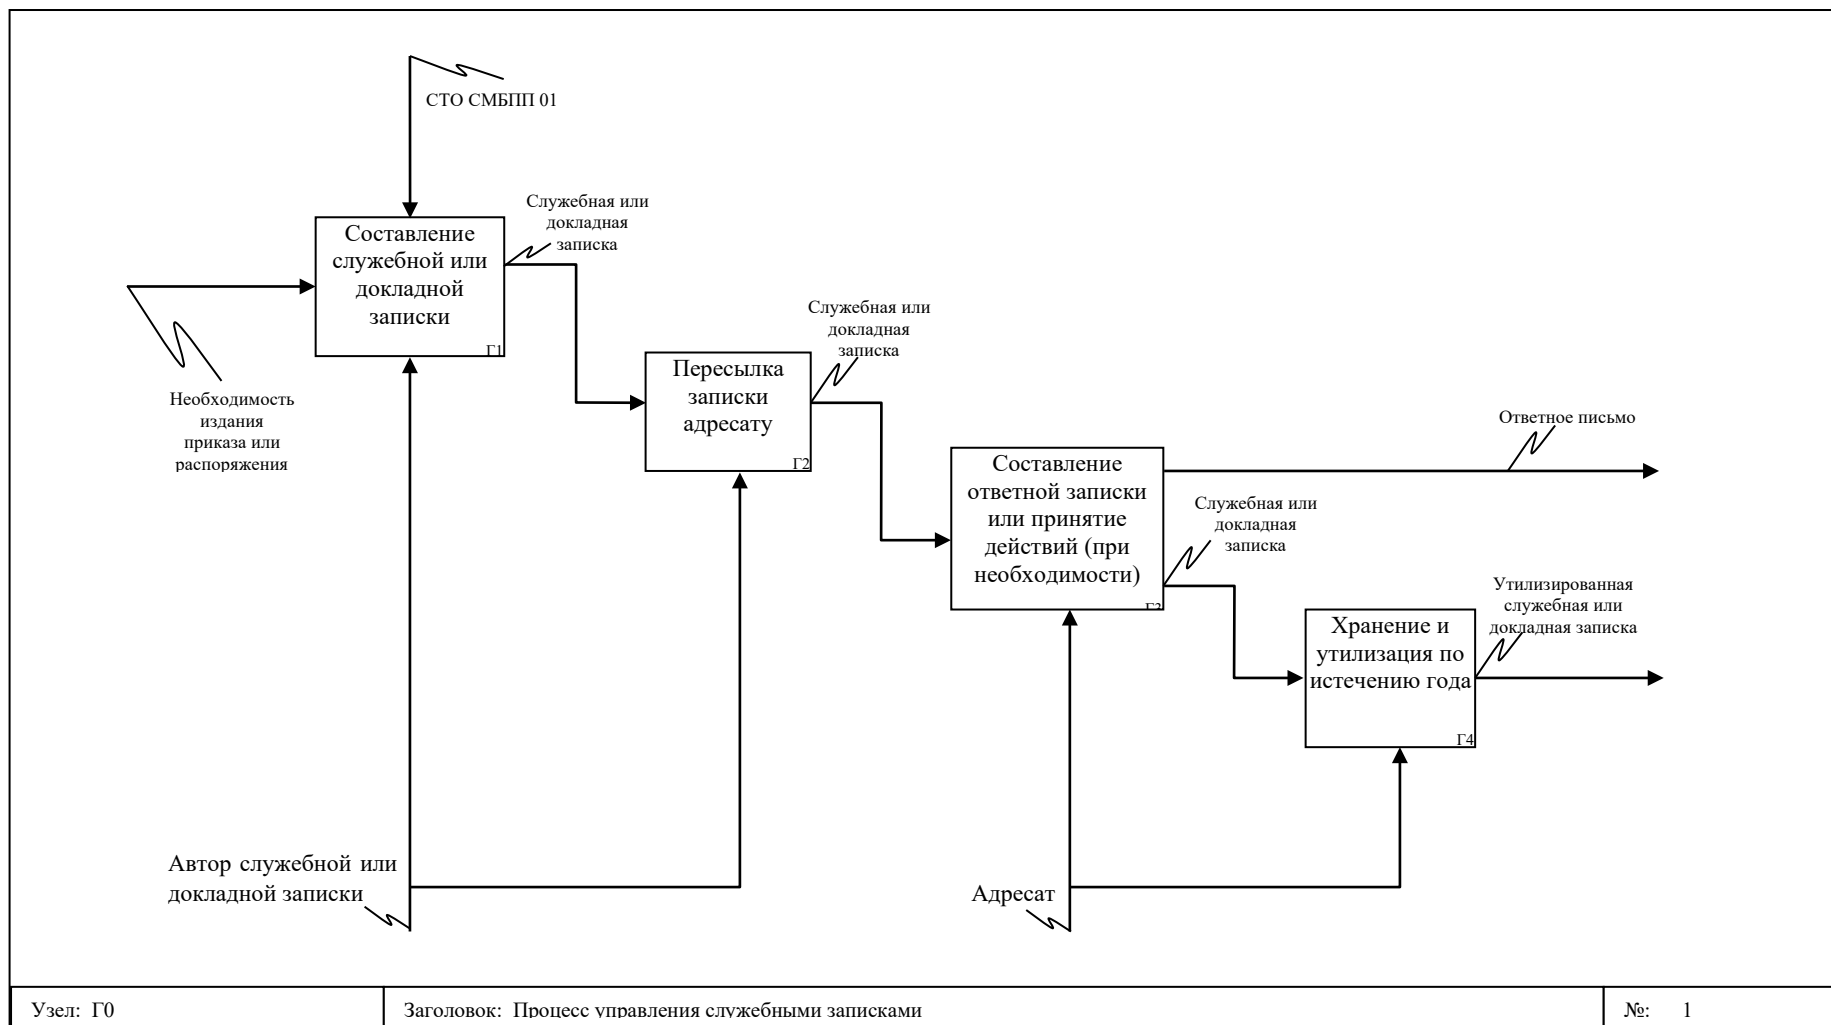 СТО СМБПП 01
Служебная или
докладная
записка
Составление
служебной или
докладной
записки
Г1
Необходимость
издания
приказа или
распоряжения
Служебная или
докладная
записка
Пересылка
записки
адресату
Г2
Ответное письмо
Составление
ответной записки
или принятие
действий (при
необходимости)
Г3
Служебная или
докладная
записка
Утилизированная
служебная или
докладная записка
Хранение и
утилизация по
истечению года
Г4
Автор служебной или
докладной записки
Адресат
Узел: Г0
Заголовок: Процесс управления служебными записками
№: 1